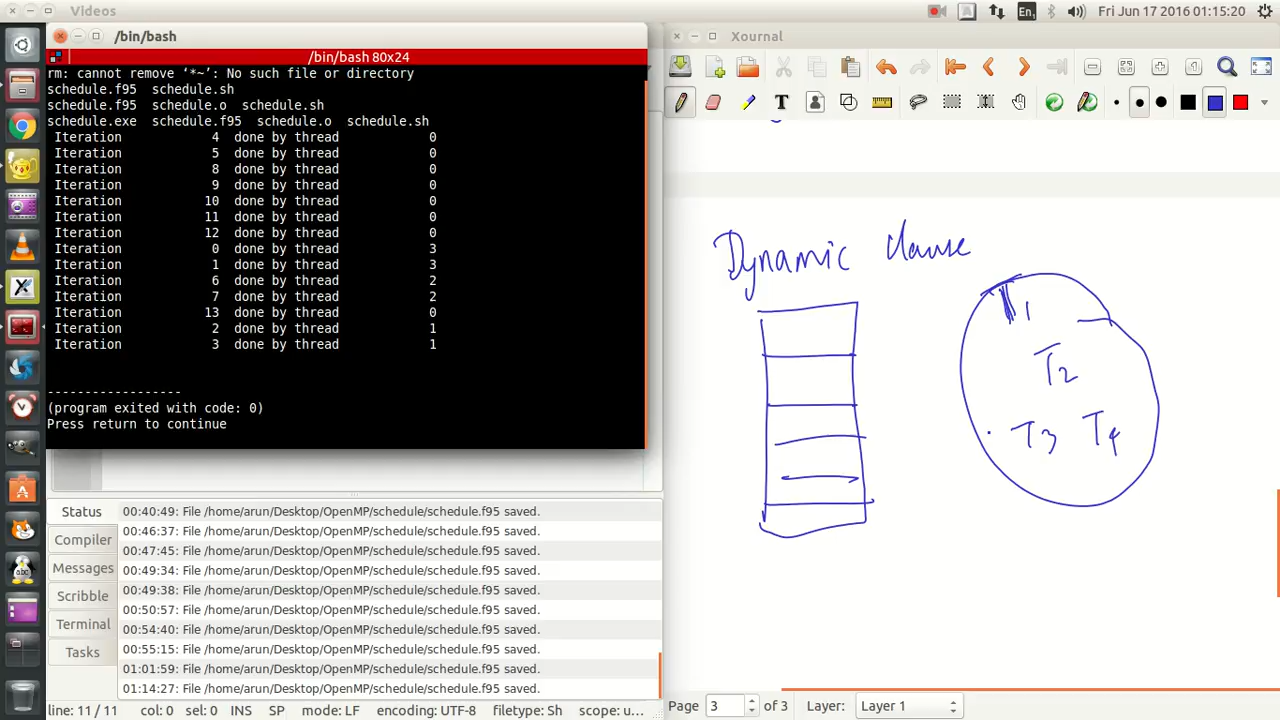 Videos
En
Fri Jun 17 2016 01:15:20
/bin/bash
/bin/bash 80x24
rm: cannot remove ‘*~’: No such file or directory
schedule.f95 schedule.sh
schedule.f95 schedule.o schedule.sh
schedule.exe schedule.f95 schedule.o schedule.sh
Iteration 4 done by thread 0
Iteration 5 done by thread 0
Iteration 8 done by thread 0
Iteration 9 done by thread 0
Iteration 10 done by thread 0
Iteration 11 done by thread 0
Iteration 12 done by thread 0
Iteration 0 done by thread 3
Iteration 1 done by thread 3
Iteration 6 done by thread 2
Iteration 7 done by thread 2
Iteration 13 done by thread 0
Iteration 2 done by thread 1
Iteration 3 done by thread 1
------------------
(program exited with code: 0)
Press return to continue
Status
Compiler
Messages
Scribble
Terminal
Tasks
00:40:49: File /home/arun/Desktop/OpenMP/schedule/schedule.f95 saved.
00:46:37: File /home/arun/Desktop/OpenMP/schedule/schedule.f95 saved.
00:47:45: File /home/arun/Desktop/OpenMP/schedule/schedule.f95 saved.
00:49:34: File /home/arun/Desktop/OpenMP/schedule/schedule.f95 saved.
00:49:38: File /home/arun/Desktop/OpenMP/schedule/schedule.f95 saved.
00:50:57: File /home/arun/Desktop/OpenMP/schedule/schedule.f95 saved.
00:54:40: File /home/arun/Desktop/OpenMP/schedule/schedule.f95 saved.
00:55:15: File /home/arun/Desktop/OpenMP/schedule/schedule.f95 saved.
01:01:59: File /home/arun/Desktop/OpenMP/schedule/schedule.f95 saved.
01:14:27: File /home/arun/Desktop/OpenMP/schedule/schedule.f95 saved.
line: 11 / 11 col: 0 sel: 0 INS SP mode: LF encoding: UTF-8 filetype: Sh scope: u...
Xournal
T
Dynamic clause
T1
T2
T3 T4
Page 3 of 3 Layer: Layer 1